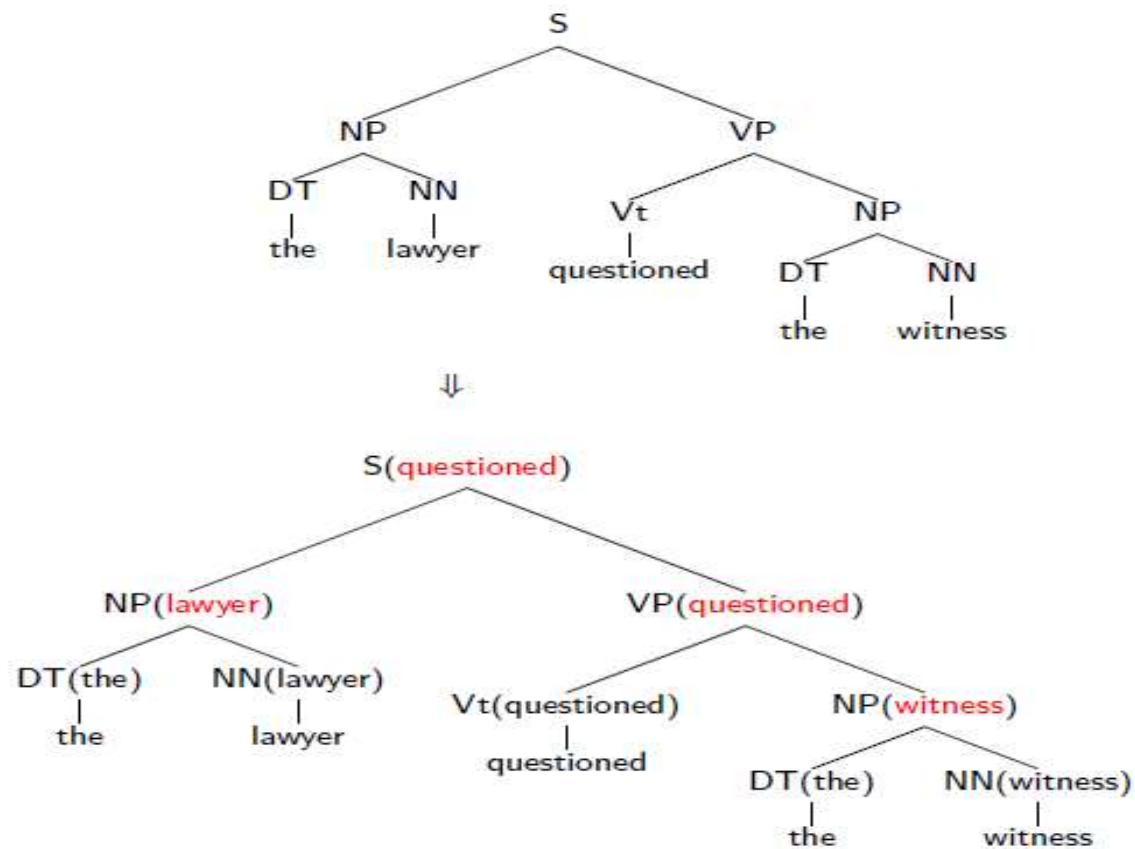 S
NP VP
DT NN Vt NP
the lawyer questioned DT NN
the witness
⇓
S(questioned)
NP(lawyer) VP(questioned)
DT(the) NN(lawyer) Vt(questioned) NP(witness)
the lawyer questioned DT(the) NN(witness)
the witness